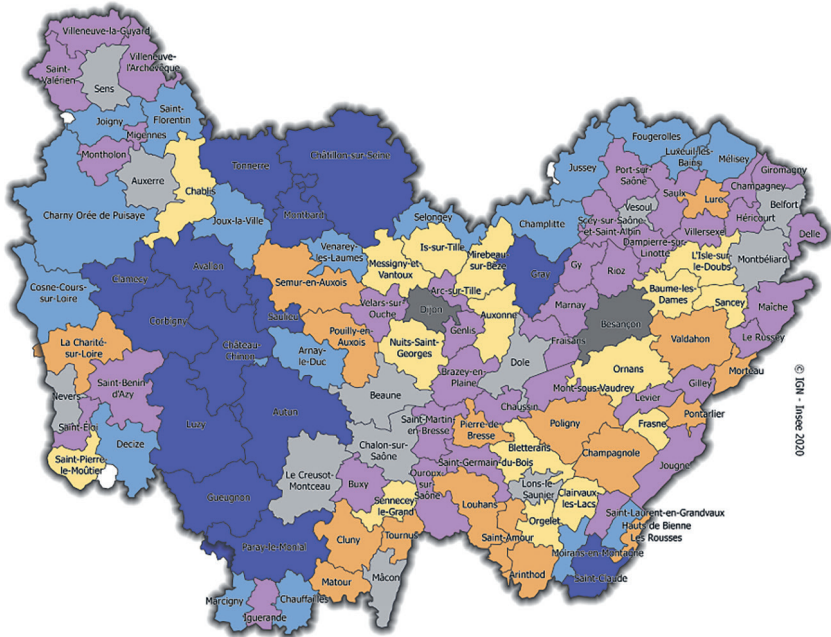 Villeneuve-la-Guyard
Saint-
Valérien
Villeneuve-
l'Archevêque
Sens
Joigny
Saint-
Florentin
Migennes
Montholon
Auxerre
Chablis
Tonnerre
Châtillon-sur-Seine
Charny Orée de Puisaye
Joux-la-Ville
Montbard
Selongey
Champlitte
Jussey
Fougerolles
Luxeuil-les-
Bains
Mélisey
Port-sur-
Saône
Saulx
Lure
Giromagny
Champagney
Belfort
Vesoul
Scey-sur-Saône
et-Saint-Albin
Villersexel
Héricourt
Delle
Dampierre-sur-
Linotte
Montbéliard
Venarey-
les-Laumes
Is-sur-Tille
Mirebeau-
sur-Bèze
Messigny-et
Vantoux
Gray
Gy
Rioz
L'Isle-sur
le-Doubs
Baume-les-
Dames
Sancey
Maîche
Le Russey
Cosne-Cours-
sur-Loire
Clamecy
Avallon
Semur-en-Auxois
Velars-sur-
Ouche
Arc-sur-Tille
Dijon
Auxonne
Marnay
Besançon
Corbigny
Saulieu
Pouilly-en-
Auxois
Genlis
Fraisans
Valdahon
La Charité-
sur-Loire
Château-
Chinon
Arnay-
le-Duc
Nuits-Saint-
Georges
Brazey-en-
Plaine
Dole
Ornans
Morteau
Nevers
Saint-Benin-
d'Azy
Beaune
Mont-sous-Vaudrey
Levier
Gilley
Saint-Éloi
Decize
Luzy
Autun
Chaussin
Saint-Martin-
en-Bresse
Pierre-de-
Bresse
Poligny
Frasne
Pontarlier
Saint-Pierre-
le-Moûtier
Chalon-sur-
Saône
Bletterans
Champagnole
Jougne
Le Creusot-
Montceau
Buxy
Saint-Germain-du-Bois
Ouroux-
sur-
Saône
Lons-le
Saunier
Clairvaux-
les-Lacs
Gueugnon
Sennecey
le-Grand
Louhans
Orgelet
Saint-Laurent-en-Grandvaux
Hauts de Bienne
Les Rousses
Paray-le-Monial
Cluny
Tournus
Saint-Amour
Moirans-en-Montagne
Matour
Mâcon
Arinthod
Saint-Claude
Marcigny
Chauffailles
Iguerande
© IGN - Insee 2020